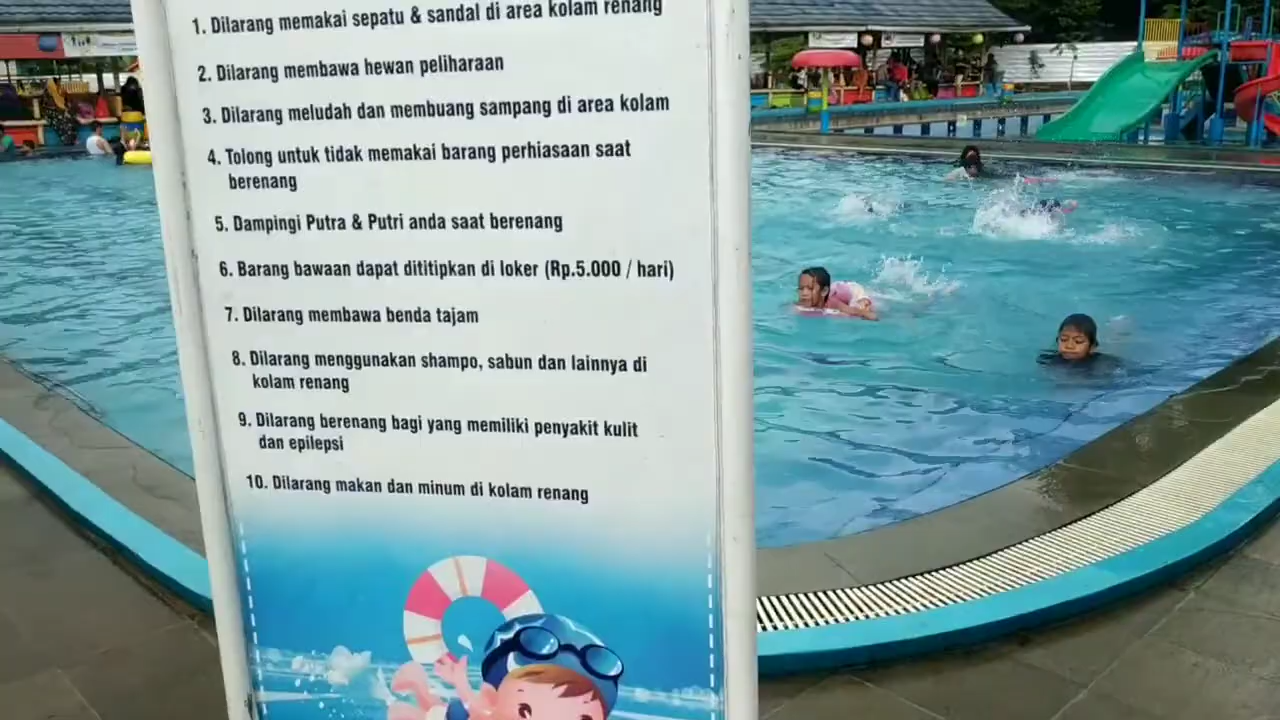 1. Dilarang memakai sepatu & sandal di area kolam renang
2. Dilarang membawa hewan peliharaan
3. Dilarang meludah dan membuang sampang di area kolam
4. Tolong untuk tidak memakai barang perhiasaan saat
berenang
5. Dampingi Putra & Putri anda saat berenang
6. Barang bawaan dapat dititipkan di loker (Rp.5.000 / hari)
7. Dilarang membawa benda tajam
8. Dilarang menggunakan shampo, sabun dan lainnya di
kolam renang
9. Dilarang berenang bagi yang memiliki penyakit kulit
dan epilepsi
10. Dilarang makan dan minum di kolam renang